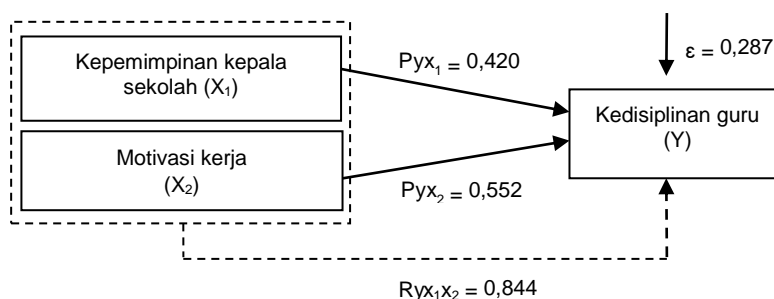 Kepemimpinan kepala
sekolah (X₁)
Pyx₁ = 0,420
ε = 0,287
Kedisiplinan guru
(Y)
Motivasi kerja
(X₂)
Pyx₂ = 0,552
Ryx₁x₂ = 0,844